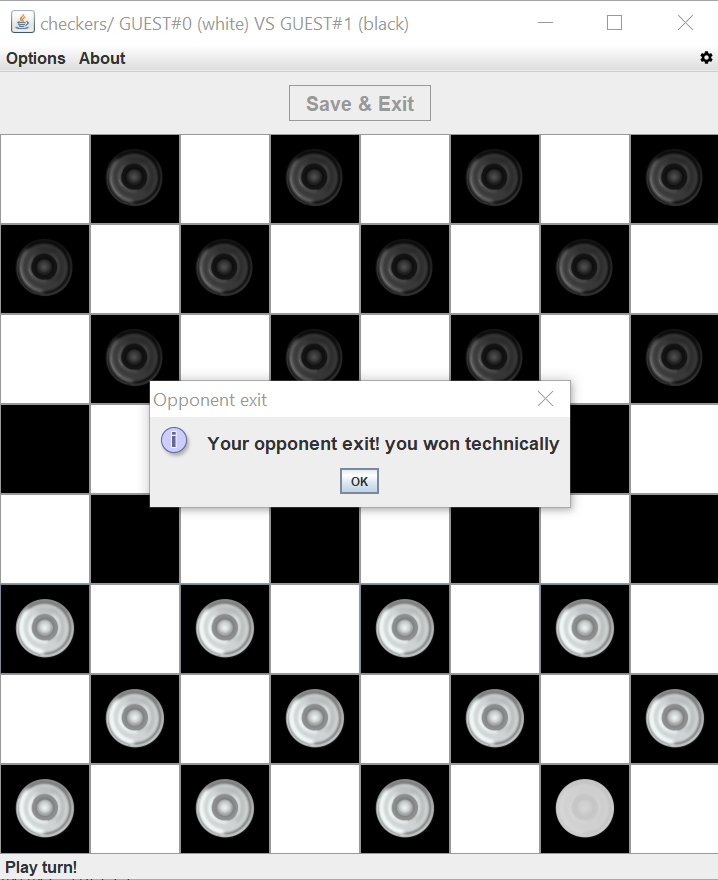 checkers/ GUEST#0 (white) VS GUEST#1 (black)
Options About
Save & Exit
Opponent exit
i Your opponent exit! you won technically
OK
Play turn!